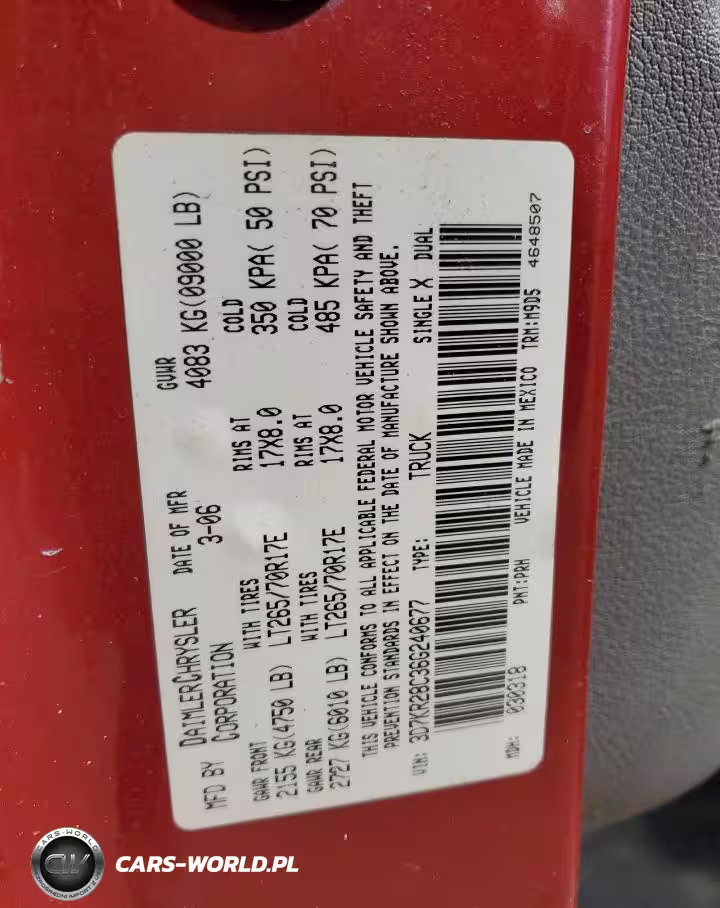 MFD BY DAIMLERCHRYSLER CORPORATION
DATE OF MFR 3-06
GVWR 4083 KG(09000 LB)
GAWR FRONT WITH TIRES RIMS AT COLD
2155 KG(4750 LB) LT265/70R17E 17X8.0 350 KPA( 50 PSI)
GAWR REAR WITH TIRES RIMS AT COLD
2727 KG(6010 LB) LT265/70R17E 17X8.0 485 KPA( 70 PSI)
THIS VEHICLE CONFORMS TO ALL APPLICABLE FEDERAL MOTOR VEHICLE SAFETY AND THEFT
PREVENTION STANDARDS IN EFFECT ON THE DATE OF MANUFACTURE SHOWN ABOVE.
VIN: 3D7KR28C36G240677 TYPE: TRUCK SINGLE X DUAL
MDH: 030318 PNT:PRH VEHICLE MADE IN MEXICO TRM:M9D5 4648507
CARS-WORLD
CW
CARS-WORLD.PL